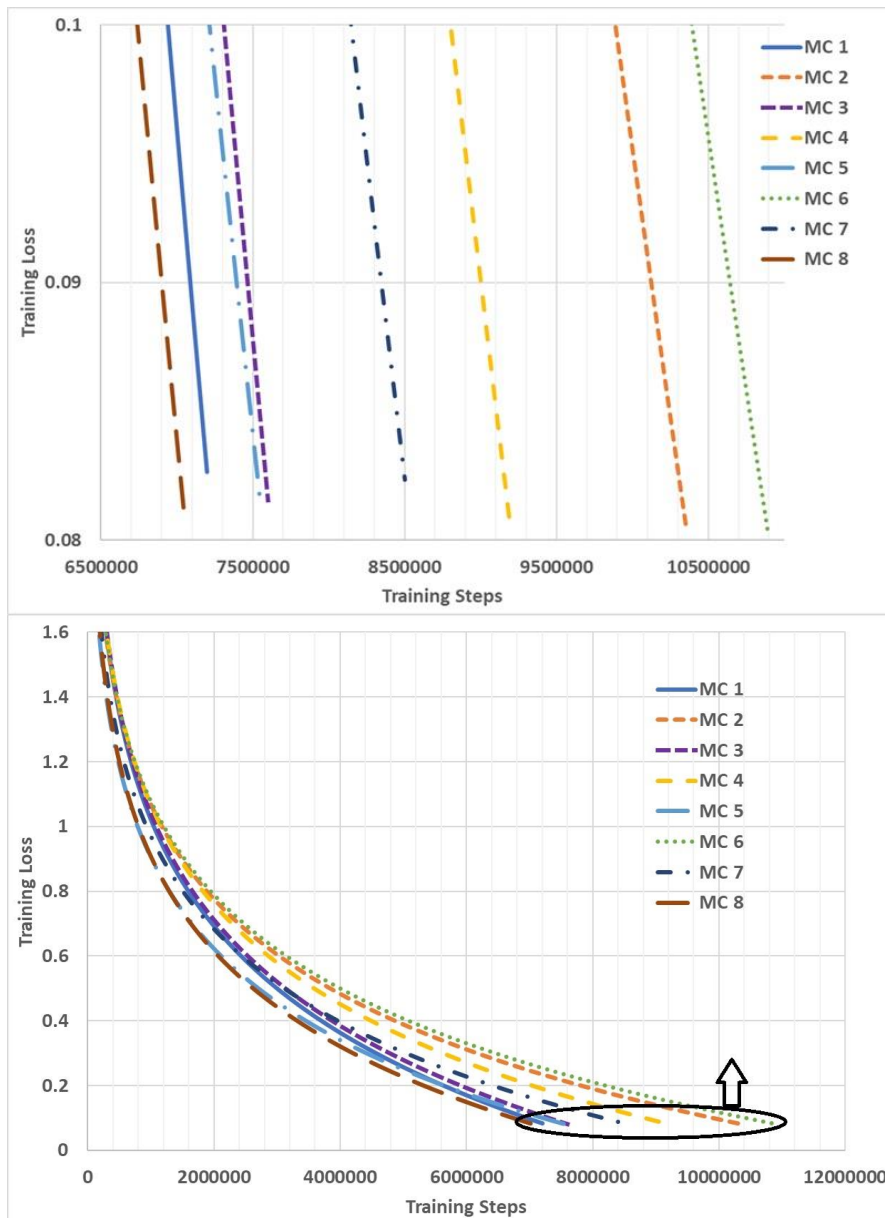 0.1
0.09
0.08
Training Loss
6500000 7500000 8500000 9500000 10500000
Training Steps
MC 1
MC 2
MC 3
MC 4
MC 5
MC 6
MC 7
MC 8
1.6
1.4
1.2
1
0.8
0.6
0.4
0.2
0
Training Loss
0 2000000 4000000 6000000 8000000 10000000 12000000
Training Steps
MC 1
MC 2
MC 3
MC 4
MC 5
MC 6
MC 7
MC 8